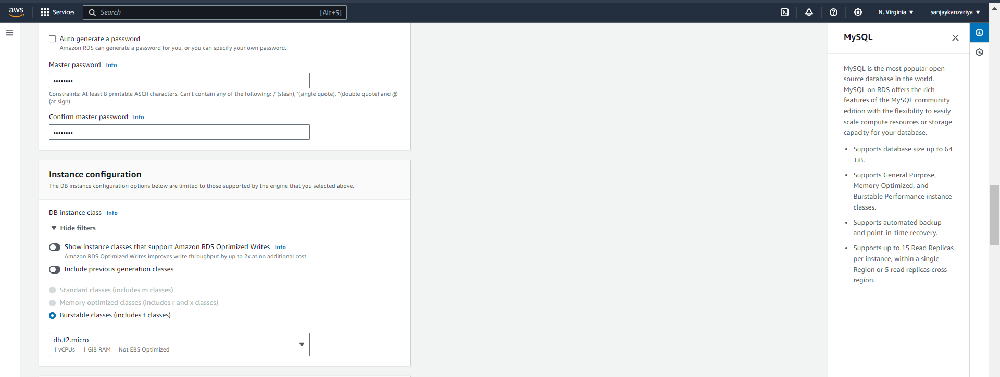 aws
Services
Search
[Alt+S]
N. Virginia
sanjaykanzariya
Auto generate a password
Amazon RDS can generate a password for you, or you can specify your own password.
Master password Info
••••••••
Constraints: At least 8 printable ASCII characters. Can't contain any of the following: / (slash), '(single quote), "(double quote) and @
(at sign).
Confirm master password Info
••••••••
Instance configuration
The DB instance configuration options below are limited to those supported by the engine that you selected above.
DB instance class Info
Hide filters
Show instance classes that support Amazon RDS Optimized Writes Info
Amazon RDS Optimized Writes improves write throughput by up to 2x at no additional cost.
Include previous generation classes
Standard classes (includes m classes)
Memory optimized classes (includes r and x classes)
Burstable classes (includes t classes)
db.t2.micro
1 vCPUs 1 GiB RAM Not EBS Optimized
MySQL
MySQL is the most popular open
source database in the world.
MySQL on RDS offers the rich
features of the MySQL community
edition with the flexibility to easily
scale compute resources or storage
capacity for your database.
• Supports database size up to 64
TiB.
• Supports General Purpose,
Memory Optimized, and
Burstable Performance instance
classes.
• Supports automated backup
and point-in-time recovery.
• Supports up to 15 Read Replicas
per instance, within a single
Region or 5 read replicas cross-
region.